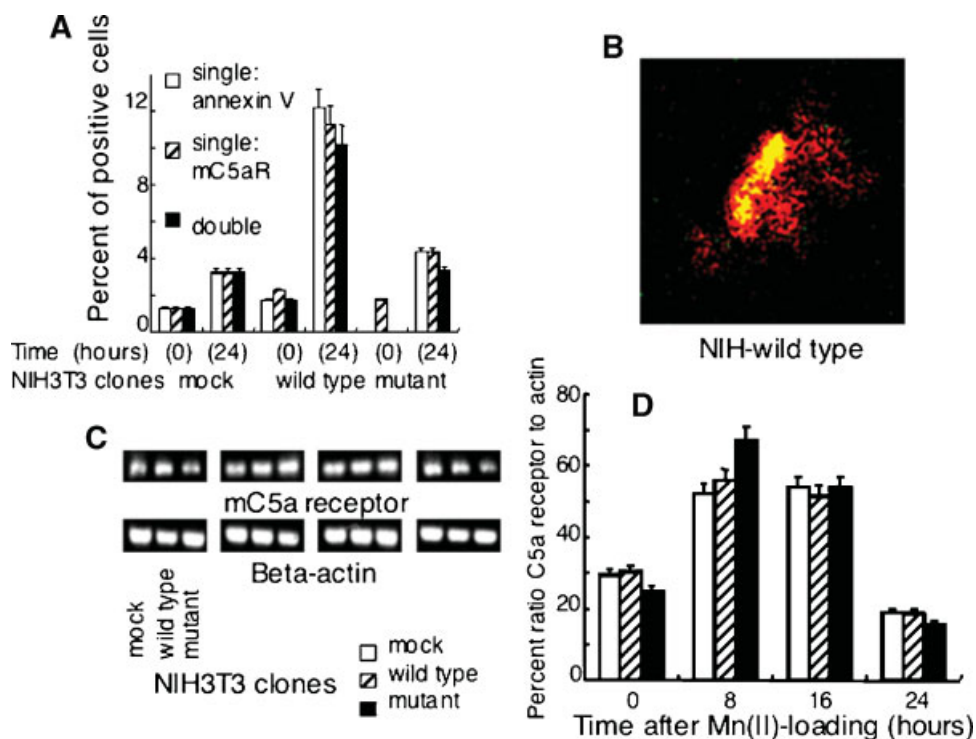 A
Percent of positive cells
12
8
4
0
single:
annexin V
single:
mC5aR
double
Time (hours) (0) (24) (0) (24) (0) (24)
NIH3T3 clones mock wild type mutant
B
NIH-wild type
C
mC5a receptor
Beta-actin
mock
wild type
mutant
NIH3T3 clones
mock
wild type
mutant
D
Percent ratio C5a receptor to actin
80
60
40
20
0
0 8 16 24
Time after Mn(II)-loading (hours)